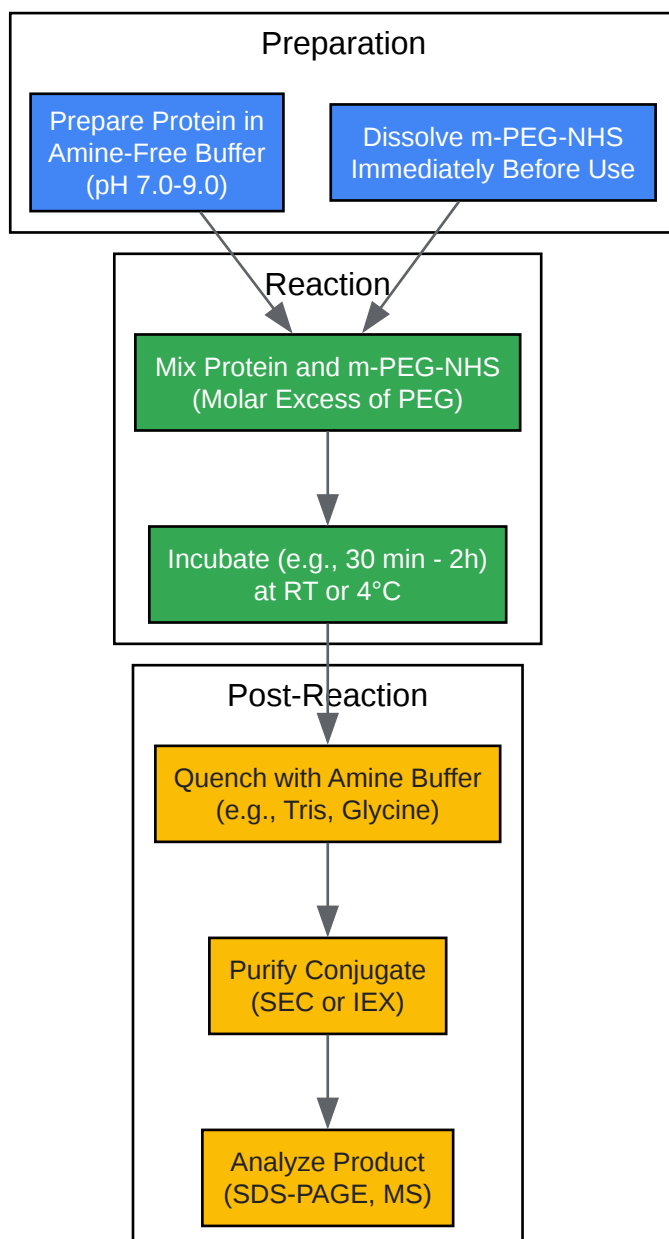 Preparation
Prepare Protein in
Amine-Free Buffer
(pH 7.0-9.0)
Dissolve m-PEG-NHS
Immediately Before Use
Reaction
Mix Protein and m-PEG-NHS
(Molar Excess of PEG)
Incubate (e.g., 30 min - 2h)
at RT or 4°C
Post-Reaction
Quench with Amine Buffer
(e.g., Tris, Glycine)
Purify Conjugate
(SEC or IEX)
Analyze Product
(SDS-PAGE, MS)